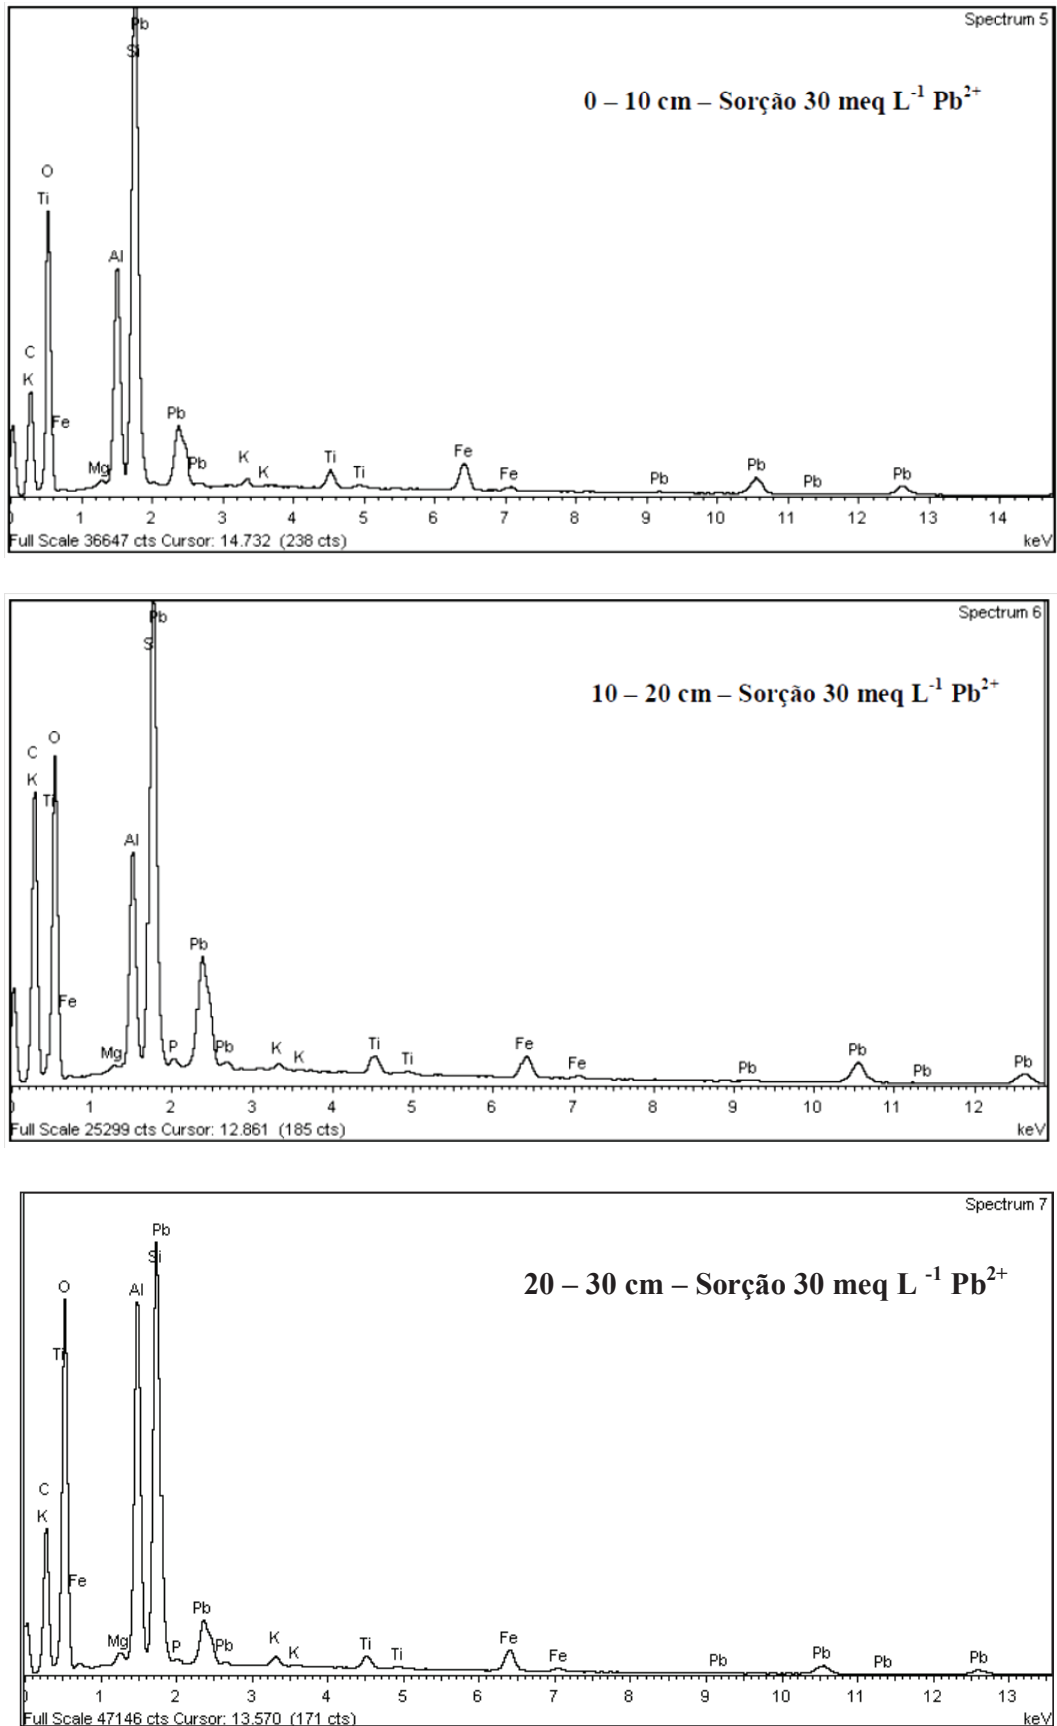 Spectrum 5
Pb
Si
0 – 10 cm – Sorção 30 meq L-1 Pb2+
O
Ti
Al
C
K
Fe
Mg
Pb
Pb
K
K
Ti
Ti
Fe
Fe
Pb
Pb
Pb
Pb
0 1 2 3 4 5 6 7 8 9 10 11 12 13 14
Full Scale 36647 cts Cursor: 14.732 (238 cts) keV
Spectrum 6
Pb
S
10 – 20 cm – Sorção 30 meq L-1 Pb2+
O
C
K
Ti
Al
Fe
Mg
P
Pb
Pb
K
K
Ti
Ti
Fe
Fe
Pb
Pb
Pb
Pb
0 1 2 3 4 5 6 7 8 9 10 11 12
Full Scale 25299 cts Cursor: 12.861 (185 cts) keV
Spectrum 7
Pb
Si
20 – 30 cm – Sorção 30 meq L -1 Pb2+
O
Al
Ti
C
K
Fe
Mg
P
Pb
Pb
K
K
Ti
Ti
Fe
Fe
Pb
Pb
Pb
Pb
0 1 2 3 4 5 6 7 8 9 10 11 12 13
Full Scale 47146 cts Cursor: 13.570 (171 cts) keV